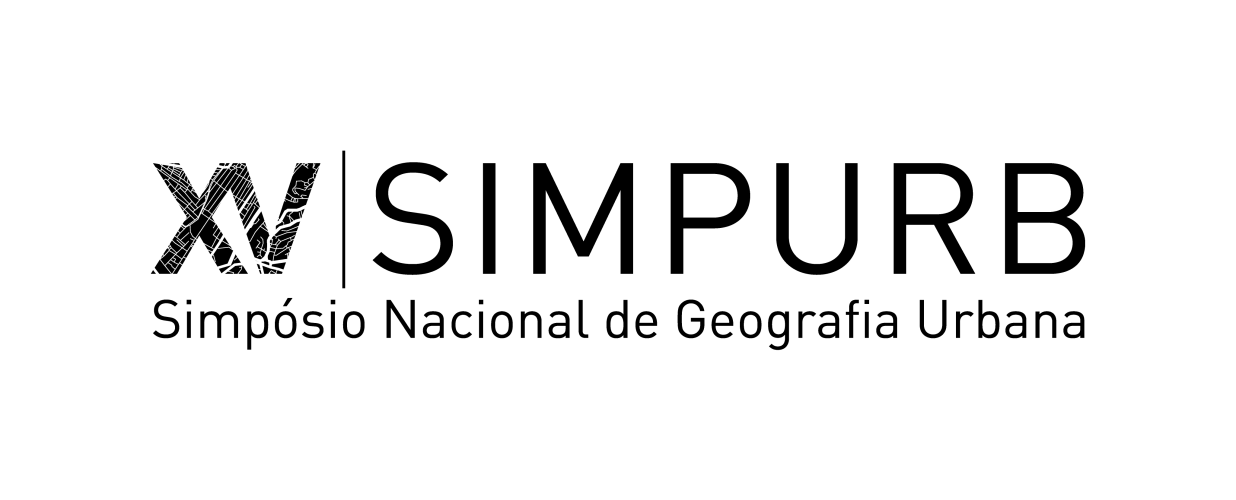 XV | SIMPURB
Simpósio Nacional de Geografia Urbana